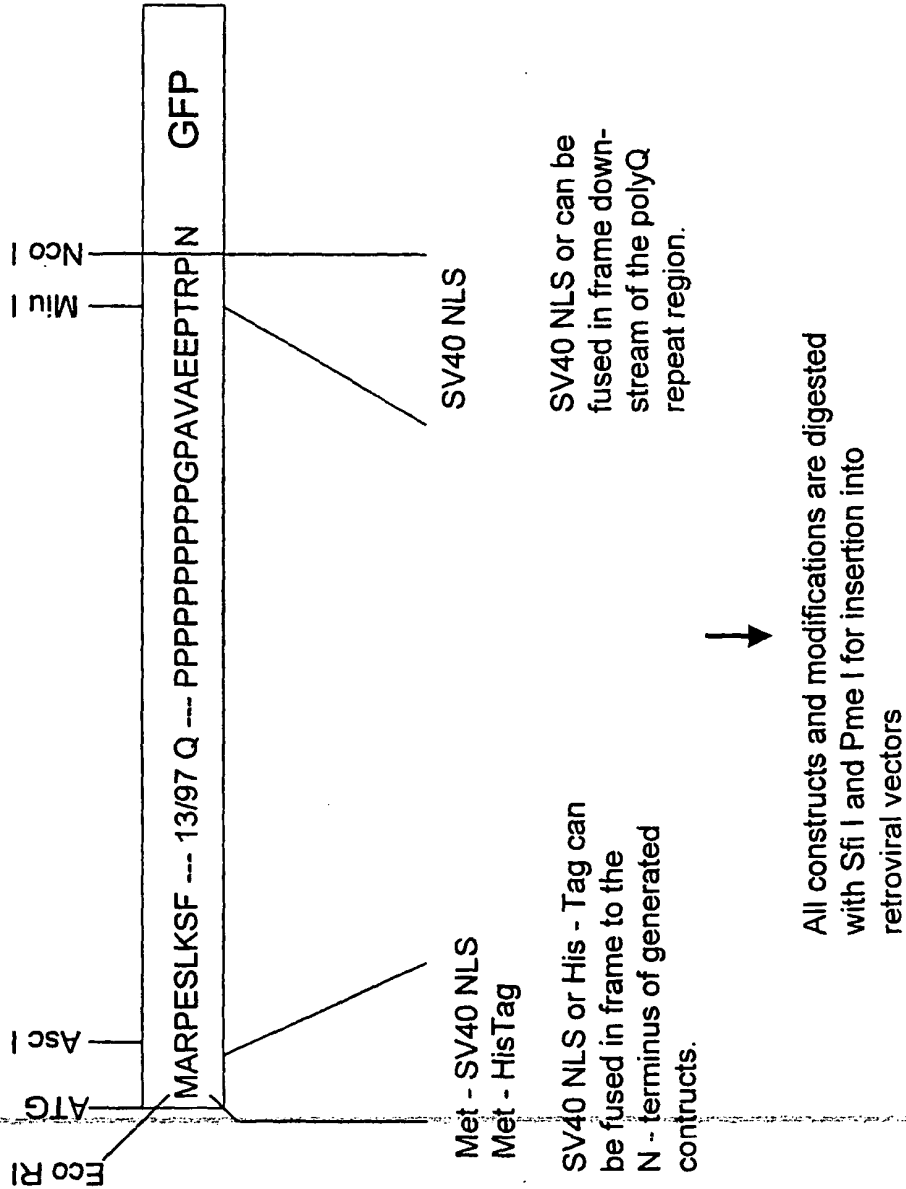 Eco RI
ATG
Asc I
Miu I
Nco I
MARPESLKSF --- 13/97 Q --- PPPPPPPPPPPGPAVAEEPTRPIN GFP
Met - SV40 NLS
Met - HisTag
SV40 NLS or His - Tag can
be fused in frame to the
N - terminus of generated
contructs.
SV40 NLS
SV40 NLS or can be
fused in frame down-
stream of the polyQ
repeat region.
All constructs and modifications are digested
with Sfi I and Pme I for insertion into
retroviral vectors